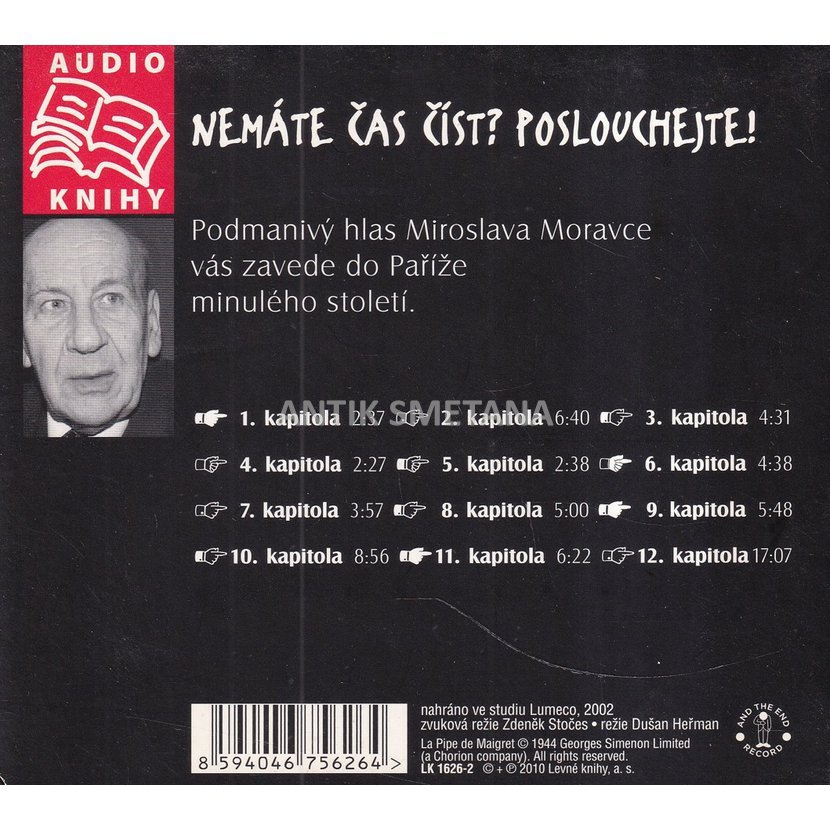 AUDIO
KNIHY
NEMÁTE ČAS ČÍST? POSLOUCHEJTE!
Podmanivý hlas Miroslava Moravce
vás zavede do Paříže
minulého století.
ANTIK SMETANA
1. kapitola 2:37 2. kapitola 6:40 3. kapitola 4:31
4. kapitola 2:27 5. kapitola 2:38 6. kapitola 4:38
7. kapitola 3:57 8. kapitola 5:00 9. kapitola 5:48
10. kapitola 8:56 11. kapitola 6:22 12. kapitola 17:07
nahráno ve studiu Lumeco, 2002
zvuková režie Zdeněk Stočes • režie Dušan Heřman
La Pipe de Maigret © 1944 Georges Simenon Limited
(a Chorion company). All rights reserved.
LK 1626-2 © + ℗ 2010 Levné knihy, a. s.
8 594046 756264 >
AND THE END
RECORD